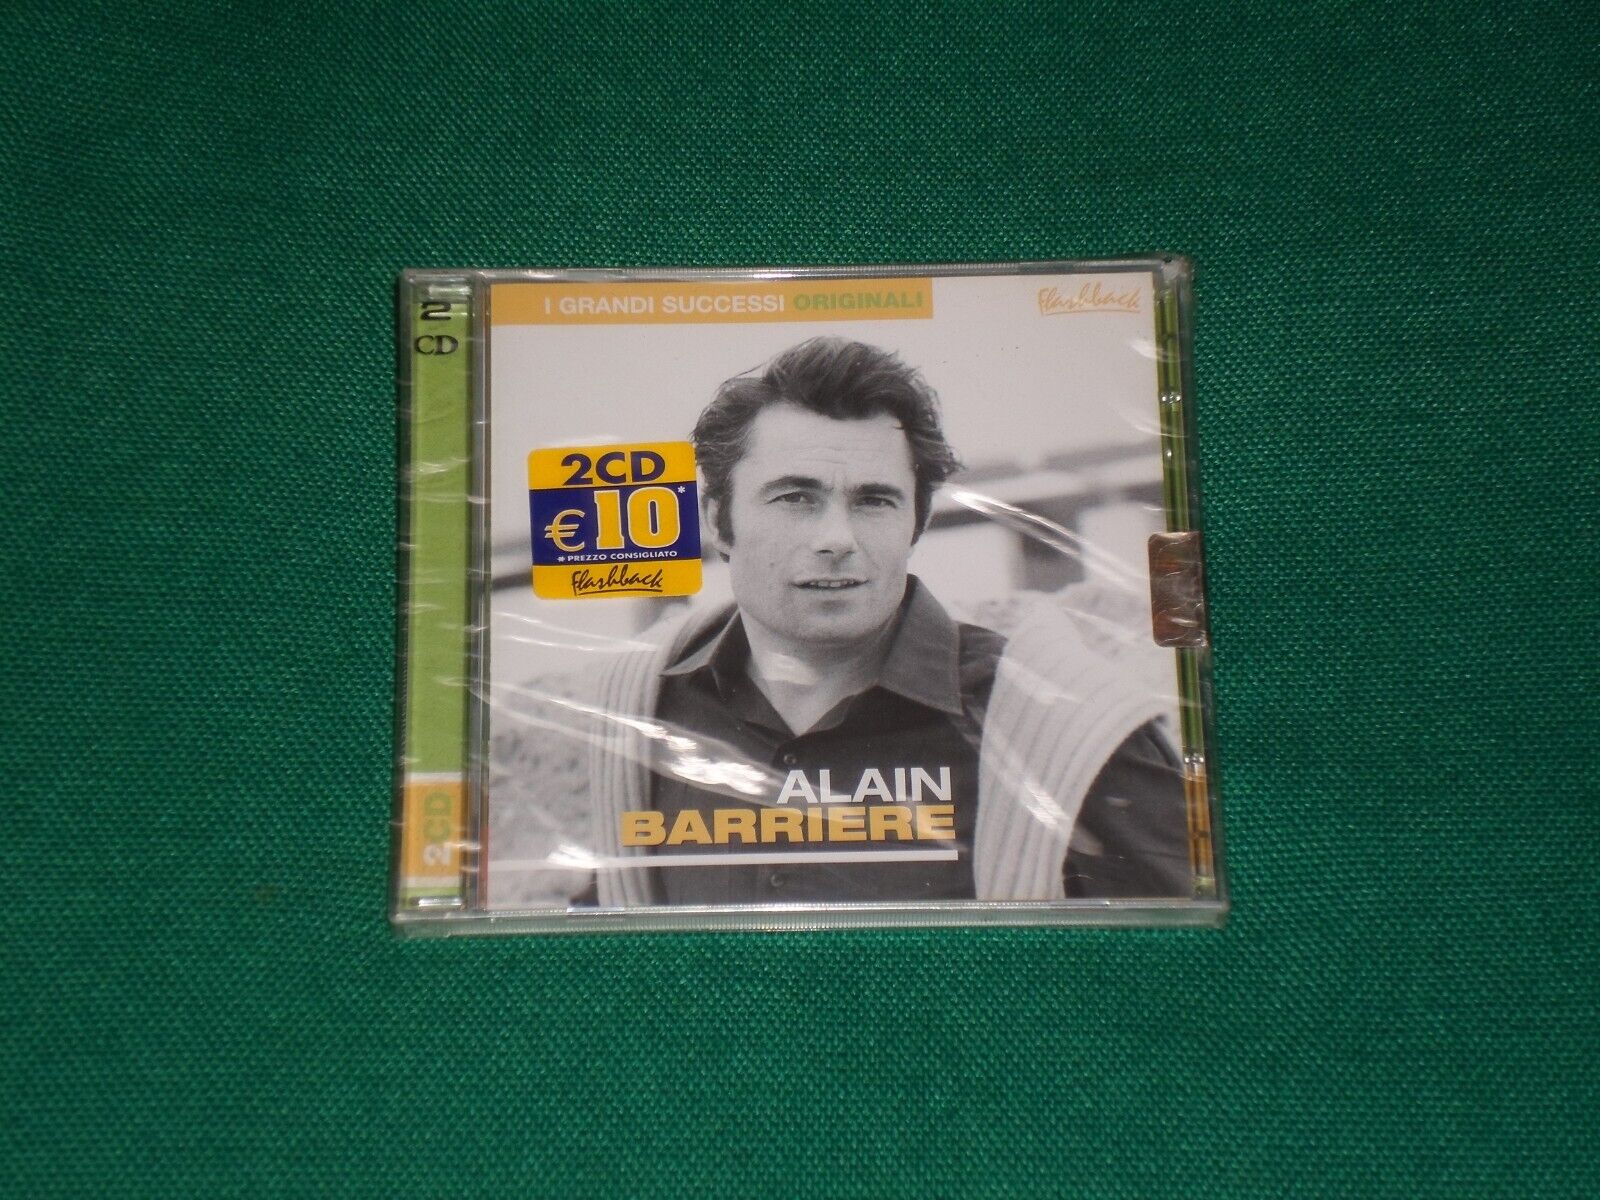 2
CD
I GRANDI SUCCESSI ORIGINALI
Flashback
2CD
€ 10*
* PREZZO CONSIGLIATO
Flashback
ALAIN
BARRIERE
2CD